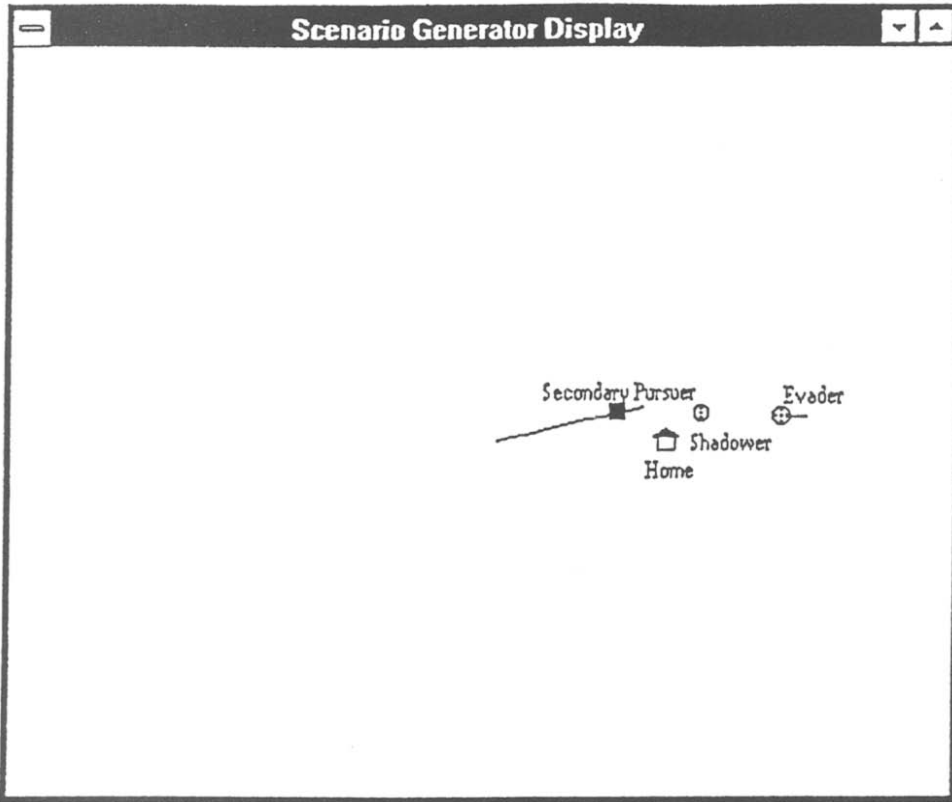 Scenario Generator Display
Secondary Pursuer
Evader
Shadower
Home